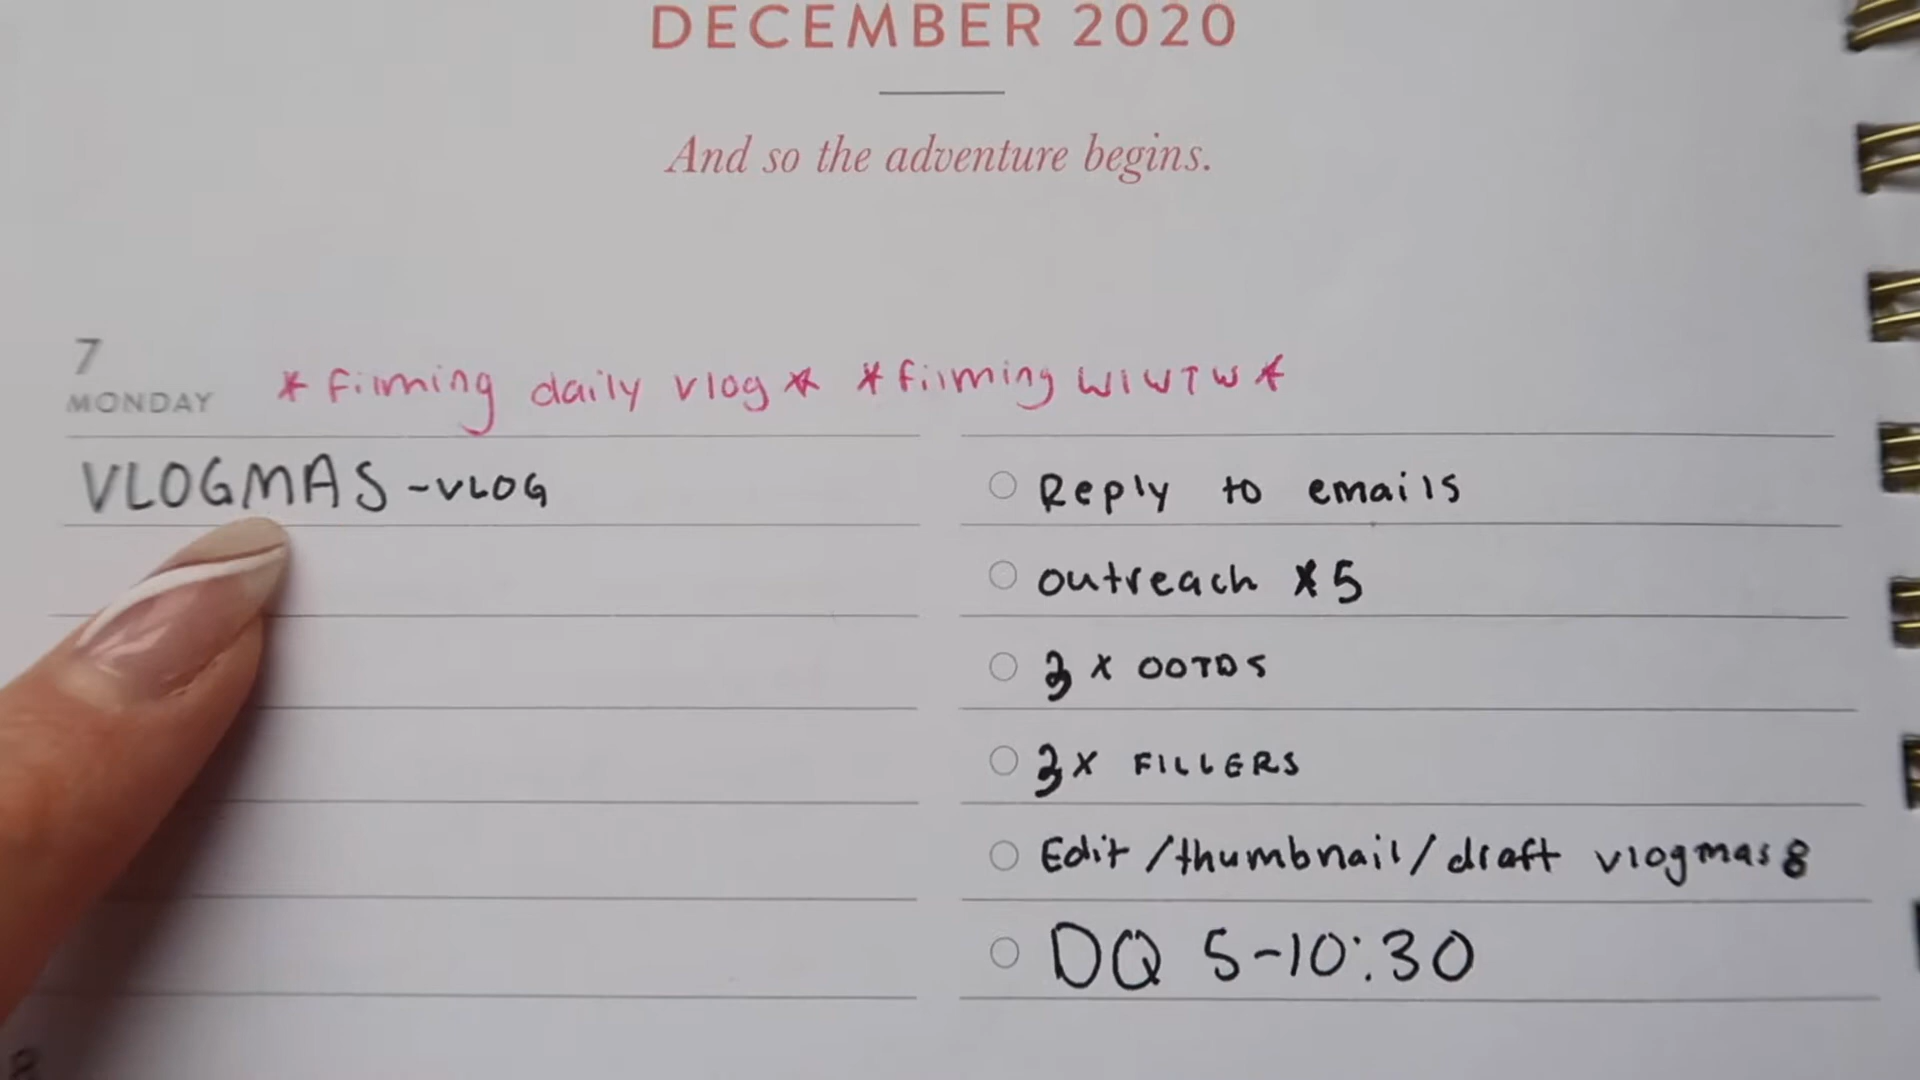 DECEMBER 2020
And so the adventure begins.
7
MONDAY
*filming daily vlog* *filming WIWTW*
VLOGMAS -VLOG
Reply to emails
outreach x5
3 x OOTDS
3x FILLERS
Edit/thumbnail/draft vlogmas 8
DQ 5-10:30